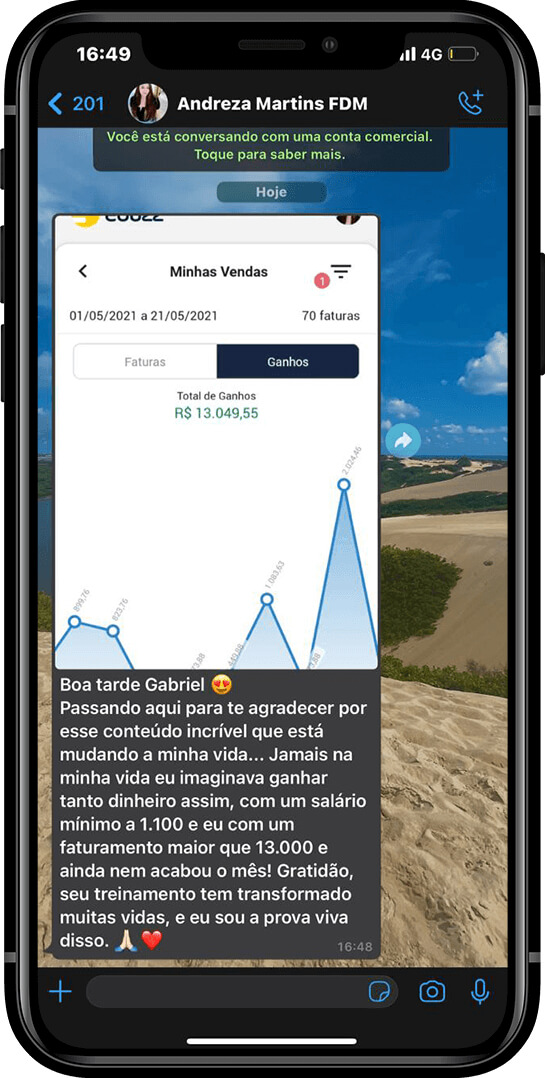 16:49
4G
201
Andreza Martins FDM
Você está conversando com uma conta comercial.
Toque para saber mais.
Hoje
Minhas Vendas
1
01/05/2021 a 21/05/2021
70 faturas
Faturas
Ganhos
Total de Ganhos
R$ 13.049,55
2.024,46
1.083,63
899,76
823,76
Boa tarde Gabriel 😍
Passando aqui para te agradecer por
esse conteúdo incrível que está
mudando a minha vida... Jamais na
minha vida eu imaginava ganhar
tanto dinheiro assim, com um salário
mínimo a 1.100 e eu com um
faturamento maior que 13.000 e
ainda nem acabou o mês! Gratidão,
seu treinamento tem transformado
muitas vidas, e eu sou a prova viva
disso. 🙏🏻❤️
16:48